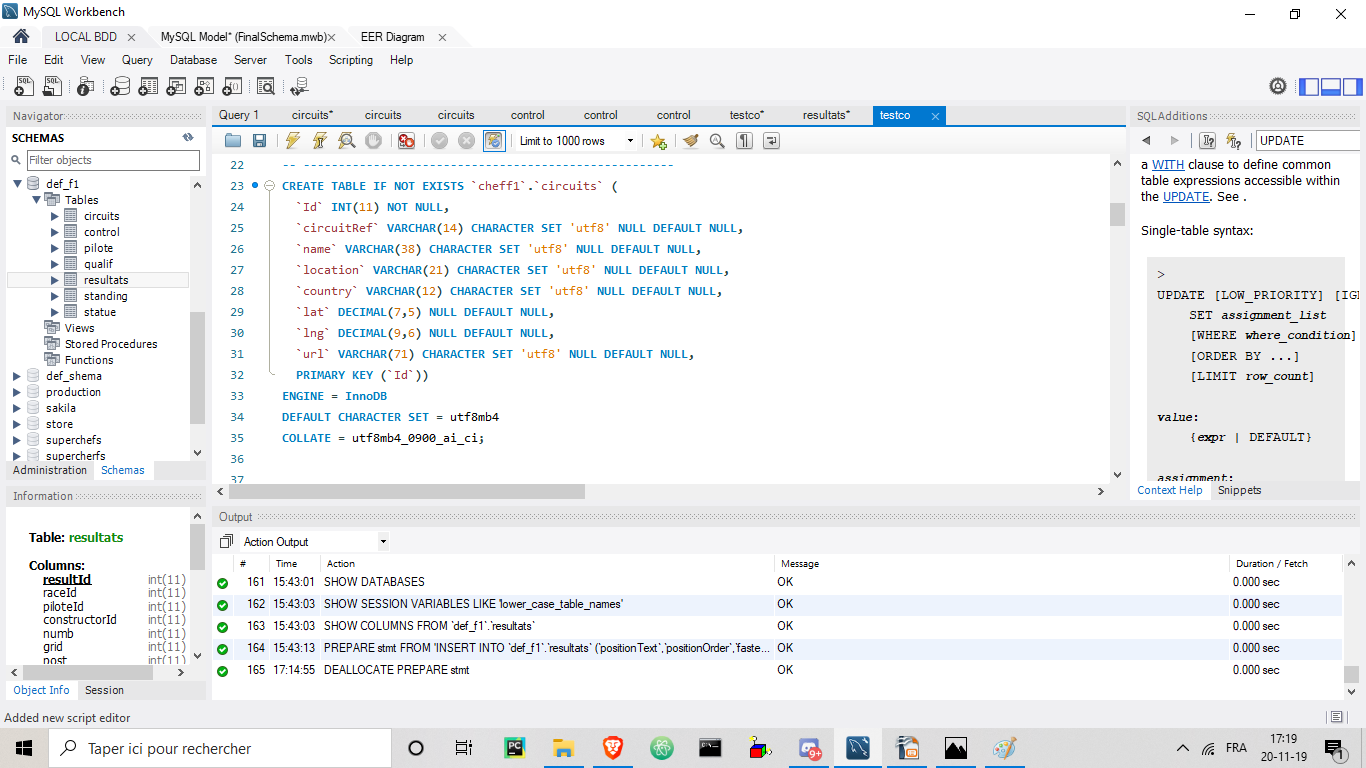 MySQL Workbench
LOCAL BDD
MySQL Model* (FinalSchema.mwb)
EER Diagram
File Edit View Query Database Server Tools Scripting Help
Navigator
SCHEMAS
Filter objects
def_f1
Tables
circuits
control
pilote
qualif
resultats
standing
statue
Views
Stored Procedures
Functions
def_shema
production
sakila
store
superchefs
supercherfs
Administration Schemas
Information
Table: resultats
Columns:
resultId int(11)
raceId int(11)
piloteId int(11)
constructorId int(11)
numb int(11)
grid int(11)
post int(11)
Object Info Session
Query 1 circuits* circuits circuits control control control testco* resultats* testco
Limit to 1000 rows
22 -- -----------------------------------------------------
23 CREATE TABLE IF NOT EXISTS `cheff1`.`circuits` (
24 `Id` INT(11) NOT NULL,
25 `circuitRef` VARCHAR(14) CHARACTER SET 'utf8' NULL DEFAULT NULL,
26 `name` VARCHAR(38) CHARACTER SET 'utf8' NULL DEFAULT NULL,
27 `location` VARCHAR(21) CHARACTER SET 'utf8' NULL DEFAULT NULL,
28 `country` VARCHAR(12) CHARACTER SET 'utf8' NULL DEFAULT NULL,
29 `lat` DECIMAL(7,5) NULL DEFAULT NULL,
30 `lng` DECIMAL(9,6) NULL DEFAULT NULL,
31 `url` VARCHAR(71) CHARACTER SET 'utf8' NULL DEFAULT NULL,
32 PRIMARY KEY (`Id`))
33 ENGINE = InnoDB
34 DEFAULT CHARACTER SET = utf8mb4
35 COLLATE = utf8mb4_0900_ai_ci;
36
37
SQLAdditions
UPDATE
a WITH clause to define common
table expressions accessible within
the UPDATE. See .
Single-table syntax:
>
UPDATE [LOW_PRIORITY] [IG
SET assignment_list
[WHERE where_condition]
[ORDER BY ...]
[LIMIT row_count]
value:
{expr | DEFAULT}
assignment:
Context Help Snippets
Output
Action Output
# Time Action Message Duration / Fetch
161 15:43:01 SHOW DATABASES OK 0.000 sec
162 15:43:03 SHOW SESSION VARIABLES LIKE 'lower_case_table_names' OK 0.000 sec
163 15:43:03 SHOW COLUMNS FROM `def_f1`.`resultats` OK 0.000 sec
164 15:43:13 PREPARE stmt FROM 'INSERT INTO `def_f1`.`resultats` (`positionText`,`positionOrder`,`faste... OK 0.000 sec
165 17:14:55 DEALLOCATE PREPARE stmt OK 0.000 sec
Added new script editor
Taper ici pour rechercher
FRA
17:19
20-11-19